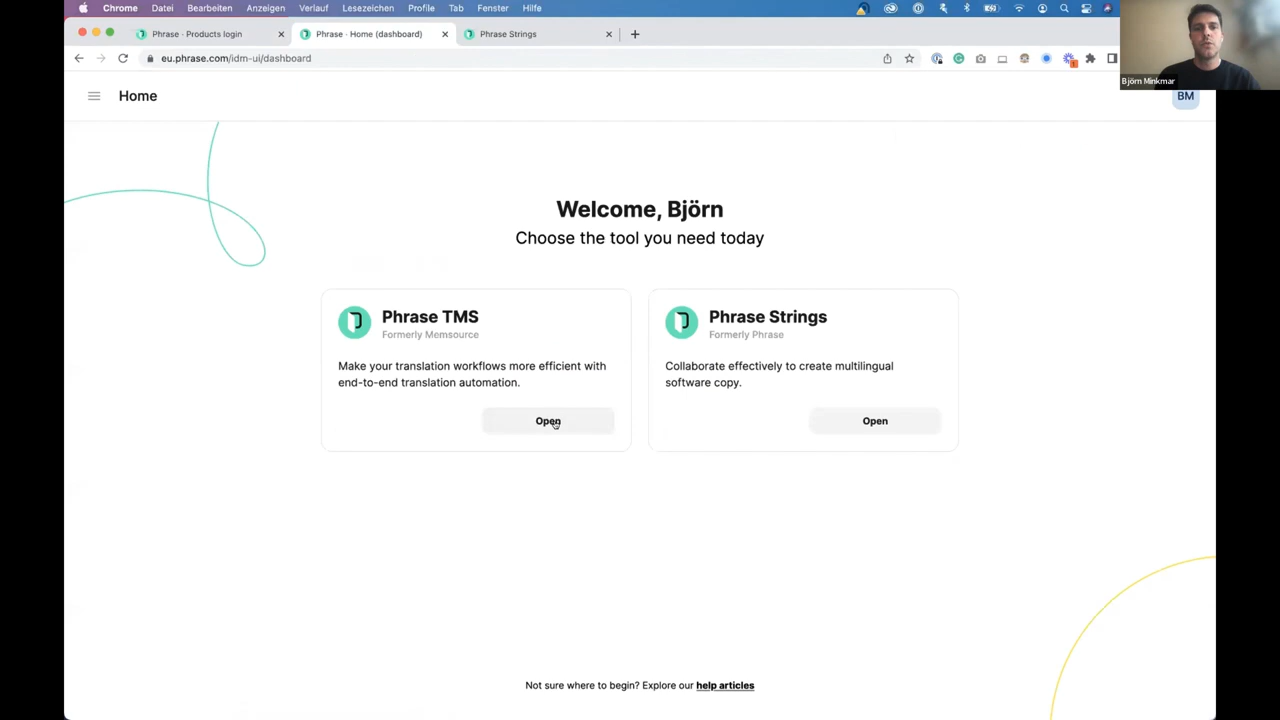 Chrome Datei Bearbeiten Anzeigen Verlauf Lesezeichen Profile Tab Fenster Hilfe
Phrase - Products login
Phrase - Home (dashboard)
Phrase Strings
eu.phrase.com/idm-ui/dashboard
Björn Minkmar
Home
BM
Welcome, Björn
Choose the tool you need today
Phrase TMS
Formerly Memsource
Make your translation workflows more efficient with
end-to-end translation automation.
Open
Phrase Strings
Formerly Phrase
Collaborate effectively to create multilingual
software copy.
Open
Not sure where to begin? Explore our help articles